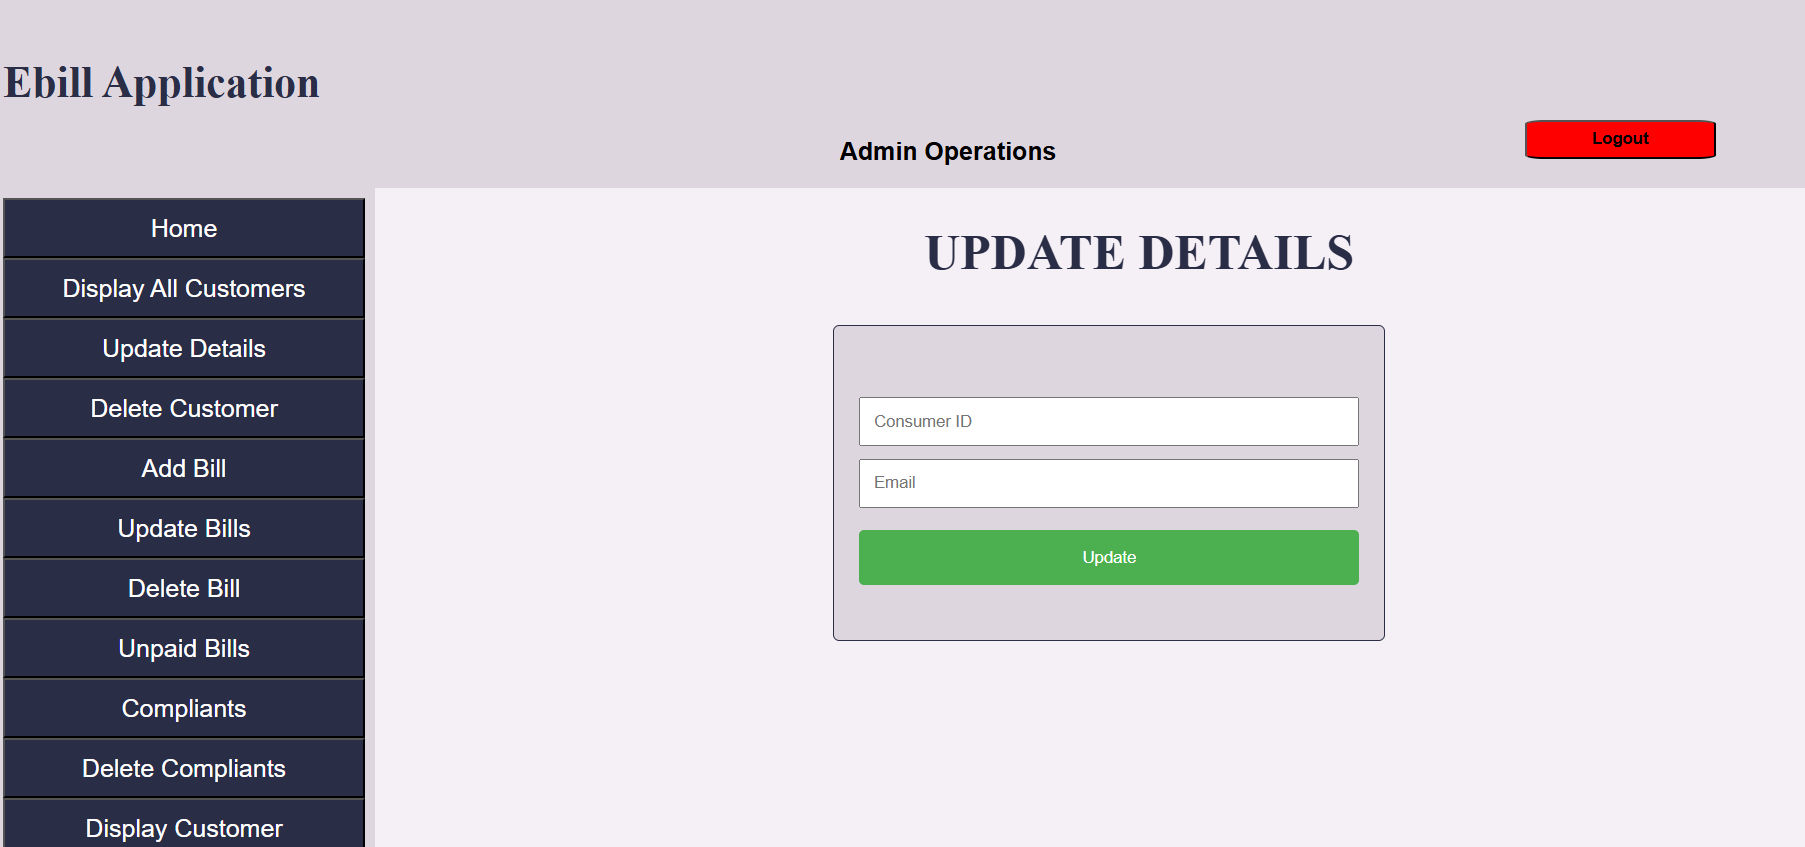 Ebill Application
Admin Operations
Logout
Home
Display All Customers
Update Details
Delete Customer
Add Bill
Update Bills
Delete Bill
Unpaid Bills
Compliants
Delete Compliants
Display Customer
UPDATE DETAILS
Consumer ID
Email
Update